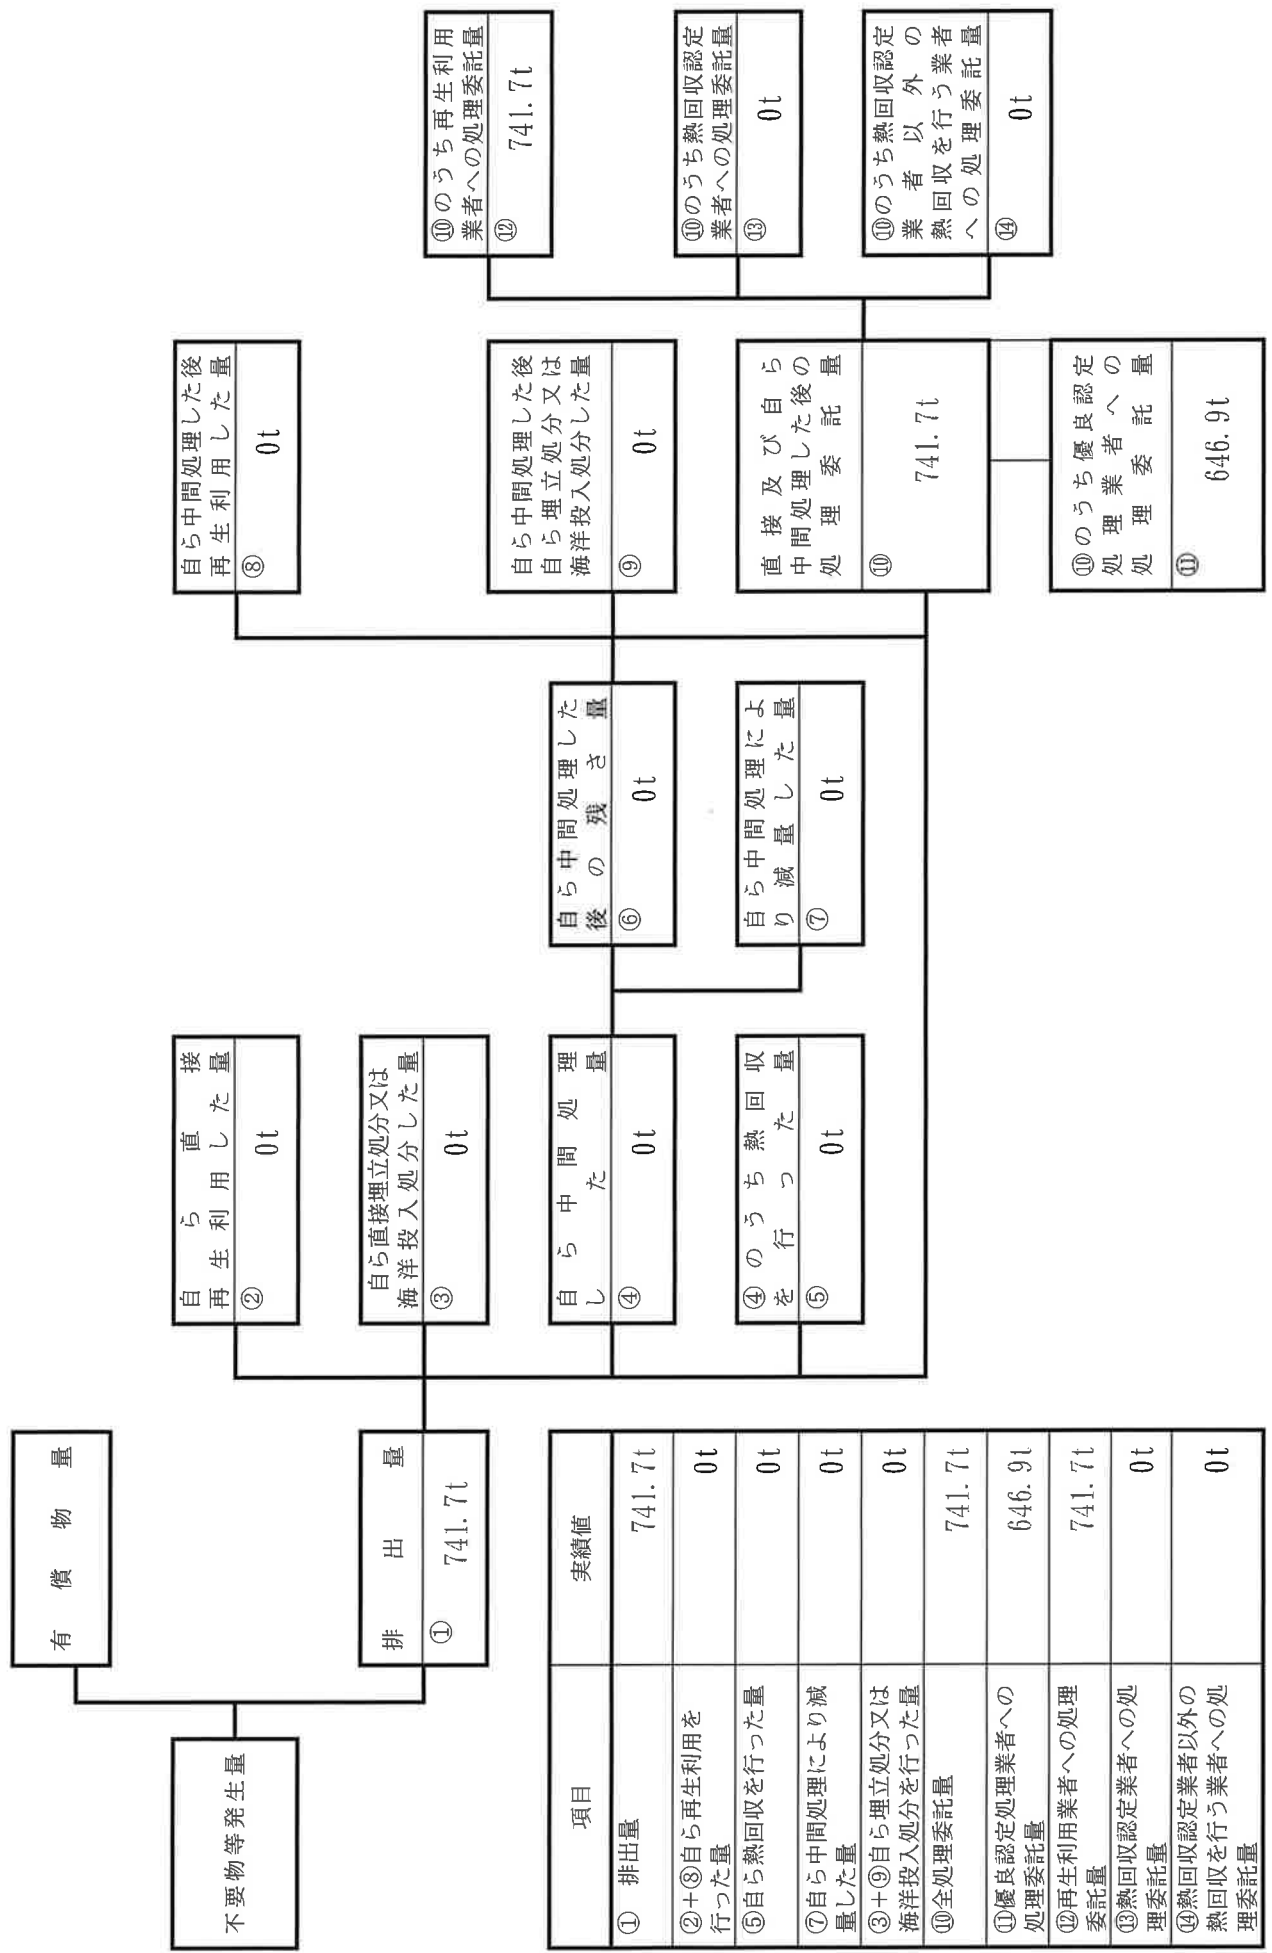 不要物等発生量
有償物量
排出量
① 741.7t
自ら直接
再生利用した量
② 0t
自ら直接埋立処分又は
海洋投入処分した量
③ 0t
自ら中間処理
した量
④ 0t
④のうち熱回収
を行った量
⑤ 0t
自ら中間処理した
後の残さ量
⑥ 0t
自ら中間処理によ
り減量した量
⑦ 0t
自ら中間処理した後
再生利用した量
⑧ 0t
自ら中間処理した後
自ら埋立処分又は
海洋投入処分した量
⑨ 0t
直接及び自ら
中間処理した後の
処理委託量
⑩ 741.7t
⑩のうち優良認定
処理業者への
処理委託量
⑪ 646.9t
⑩のうち再生利用
業者への処理委託量
⑫ 741.7t
⑩のうち熱回収認定
業者への処理委託量
⑬ 0t
⑩のうち熱回収認定
業者以外の
熱回収を行う業者
への処理委託量
⑭ 0t
項目 実績値
① 排出量 741.7t
②+⑧自ら再生利用を
行った量 0t
⑤自ら熱回収を行った量 0t
⑦自ら中間処理により減
量した量 0t
③+⑨自ら埋立処分又は
海洋投入処分を行った量 0t
⑩全処理委託量 741.7t
⑪優良認定処理業者への
処理委託量 646.9t
⑫再生利用業者への処理
委託量 741.7t
⑬熱回収認定業者への処
理委託量 0t
⑭熱回収認定業者以外の
熱回収を行う業者への処
理委託量 0t